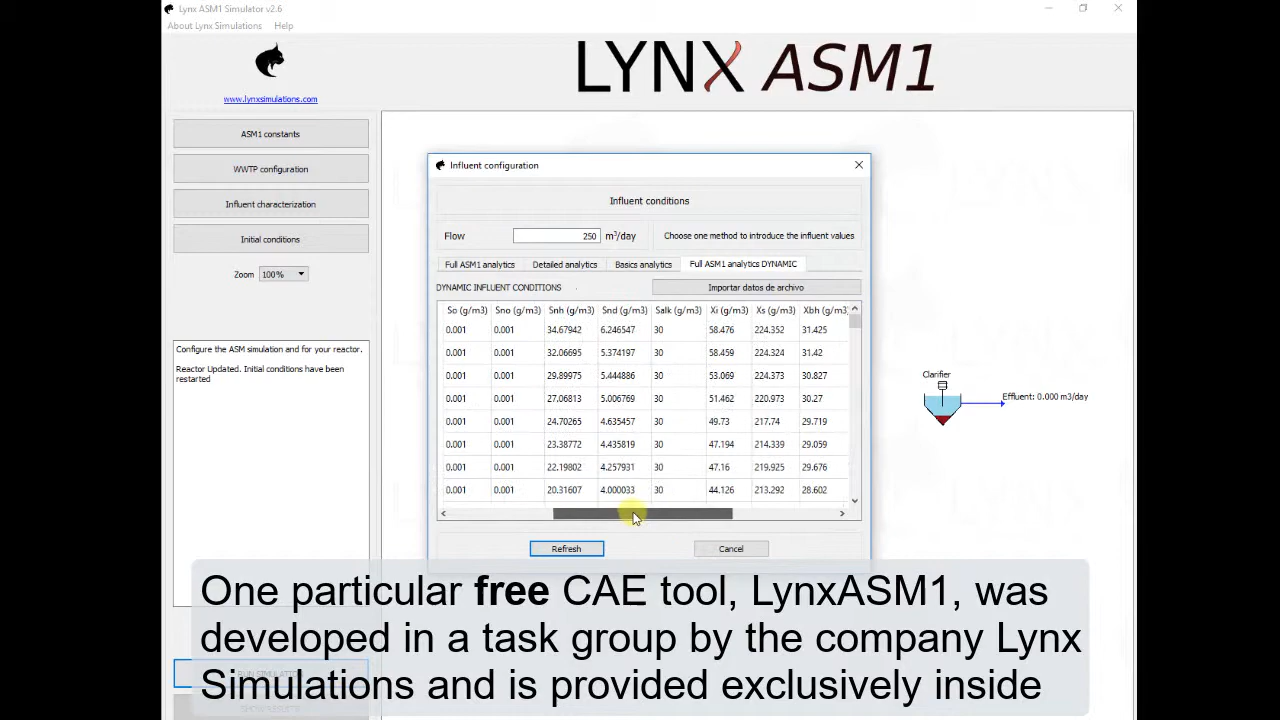 Lynx ASM1 Simulator v2.6
About Lynx Simulations Help
LYNX ASM1
www.lynxsimulations.com
ASM1 constants
WWTP configuration
Influent characterization
Initial conditions
Zoom 100%
Configure the ASM simulation and for your reactor.
Reactor Updated. Initial conditions have been
restarted
Influent configuration
Influent conditions
Flow 250 m³/day Choose one method to introduce the influent values
Full ASM1 analytics Detailed analytics Basics analytics Full ASM1 analytics DYNAMIC
DYNAMIC INFLUENT CONDITIONS Importar datos de archivo
So (g/m3) Sno (g/m3) Snh (g/m3) Snd (g/m3) Salk (g/m3) Xi (g/m3) Xs (g/m3) Xbh (g/m3)
0.001 0.001 34.67942 6.246547 30 58.476 224.352 31.425
0.001 0.001 32.06695 5.374197 30 58.459 224.324 31.42
0.001 0.001 29.89975 5.444886 30 53.069 224.373 30.827
0.001 0.001 27.06813 5.006769 30 51.462 220.973 30.27
0.001 0.001 24.70265 4.635457 30 49.73 217.74 29.719
0.001 0.001 23.38772 4.435819 30 47.194 214.339 29.059
0.001 0.001 22.19802 4.257931 30 47.16 219.925 29.676
0.001 0.001 20.31607 4.000033 30 44.126 213.292 28.602
Refresh Cancel
Clarifier
Effluent: 0.000 m3/day
RUN SIMULATION
SHOW RESULTS
One particular free CAE tool, LynxASM1, was
developed in a task group by the company Lynx
Simulations and is provided exclusively inside